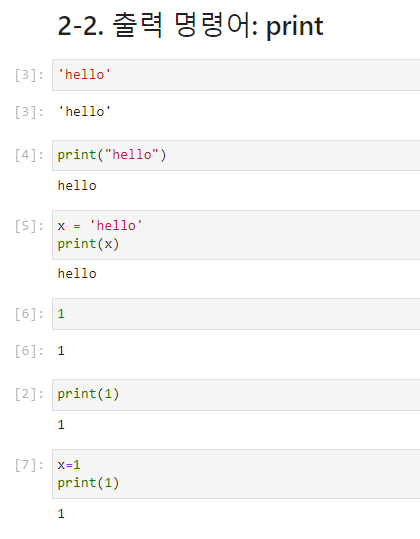 2-2. 출력 명령어: print
[3]: 'hello'
[3]: 'hello'
[4]: print("hello")
hello
[5]: x = 'hello'
print(x)
hello
[6]: 1
[6]: 1
[2]: print(1)
1
[7]: x=1
print(1)
1